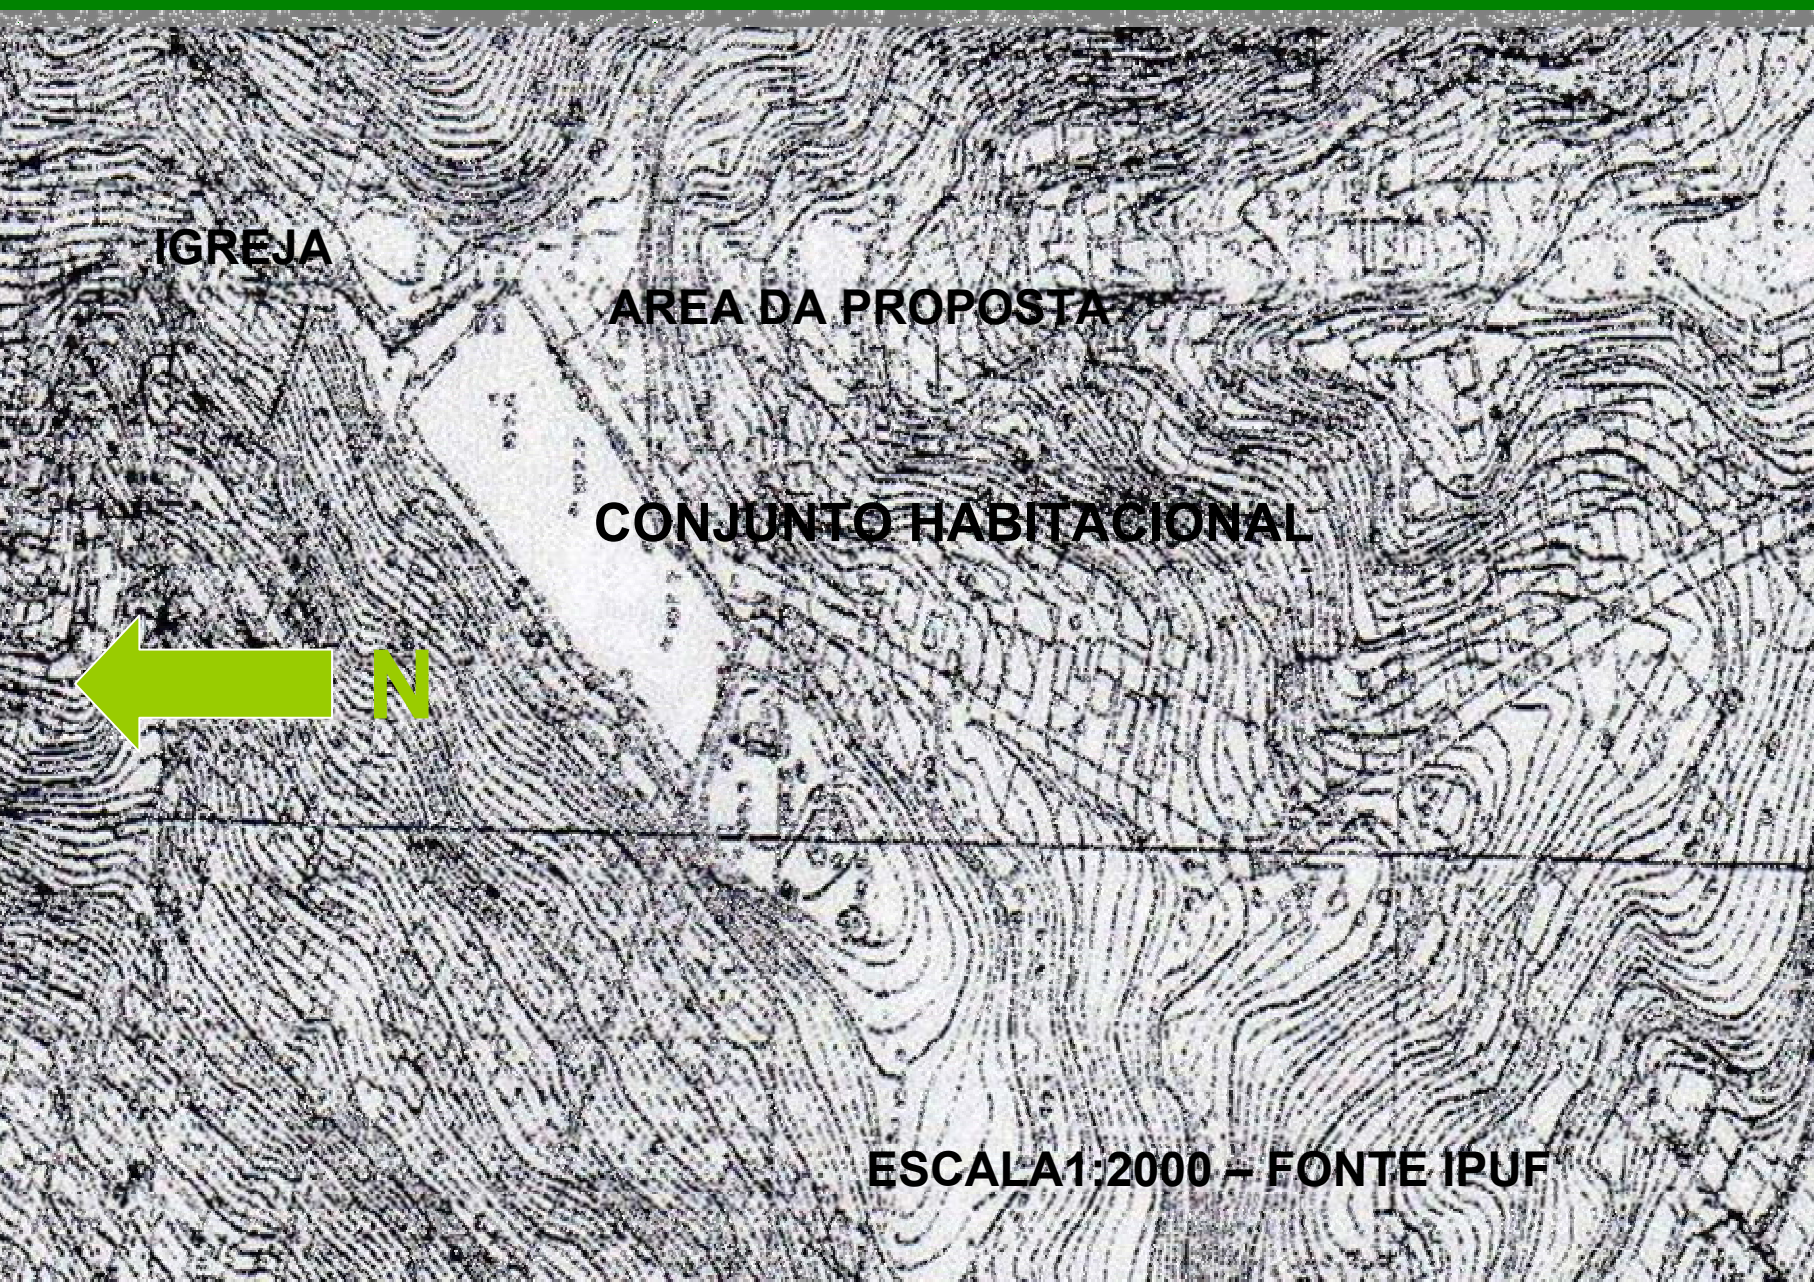 IGREJA
AREA DA PROPOSTA
CONJUNTO HABITACIONAL
N
ESCALA1:2000 – FONTE IPUF